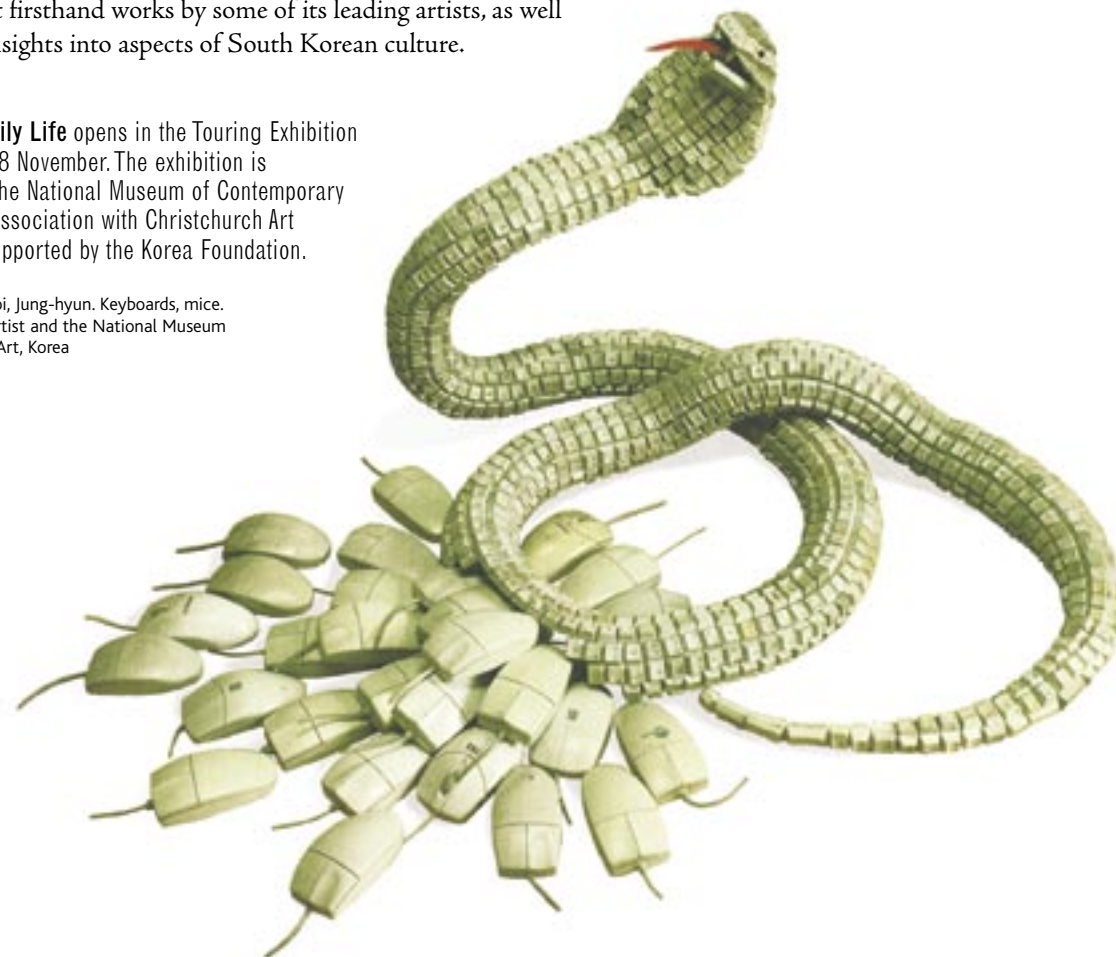 firsthand works by some of its leading artists, as well
sights into aspects of South Korean culture.
ily Life opens in the Touring Exhibition
8 November. The exhibition is
he National Museum of Contemporary
ssociation with Christchurch Art
pported by the Korea Foundation.
oi, Jung-hyun. Keyboards, mice.
rtist and the National Museum
Art, Korea